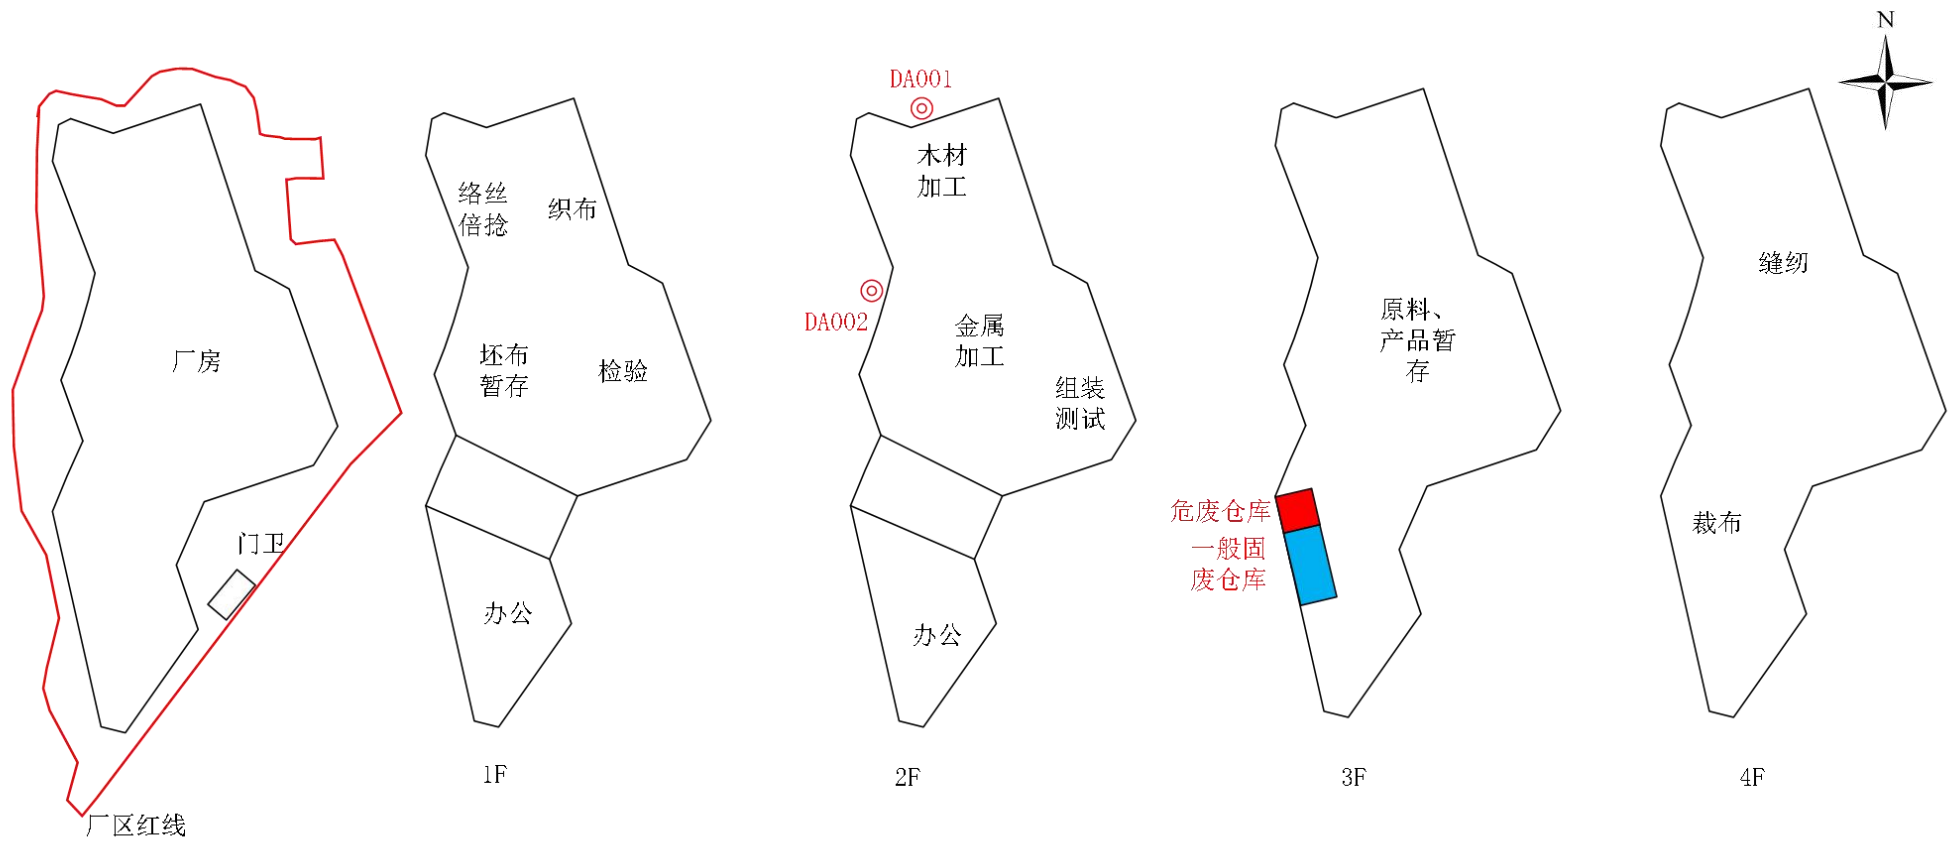 N
厂房
门卫
厂区红线
络丝
倍捻
织布
坯布
暂存
检验
办公
1F
DA001
木材
加工
DA002
金属
加工
组装
测试
办公
2F
原料、
产品暂
存
危废仓库
一般固
废仓库
3F
缝纫
裁布
4F